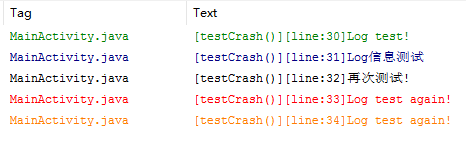 Tag Text
MainActivity.java [testCrash()][line:30]Log test!
MainActivity.java [testCrash()][line:31]Log信息测试
MainActivity.java [testCrash()][line:32]再次测试!
MainActivity.java [testCrash()][line:33]Log test again!
MainActivity.java [testCrash()][line:34]Log test again!